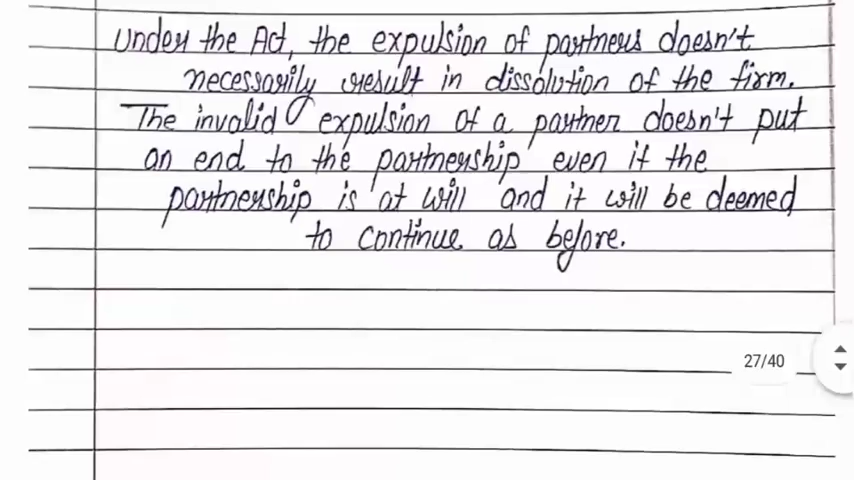 Under the Act, the expulsion of partners doesn't
necessarily result in dissolution of the firm.
The invalid expulsion of a partner doesn't put
an end to the partnership even if the
partnership is at will and it will be deemed
to continue as before.
27/40